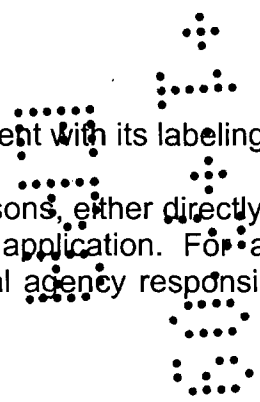 ent with its labeling
sons, either directly
application. For a
al agency responsi